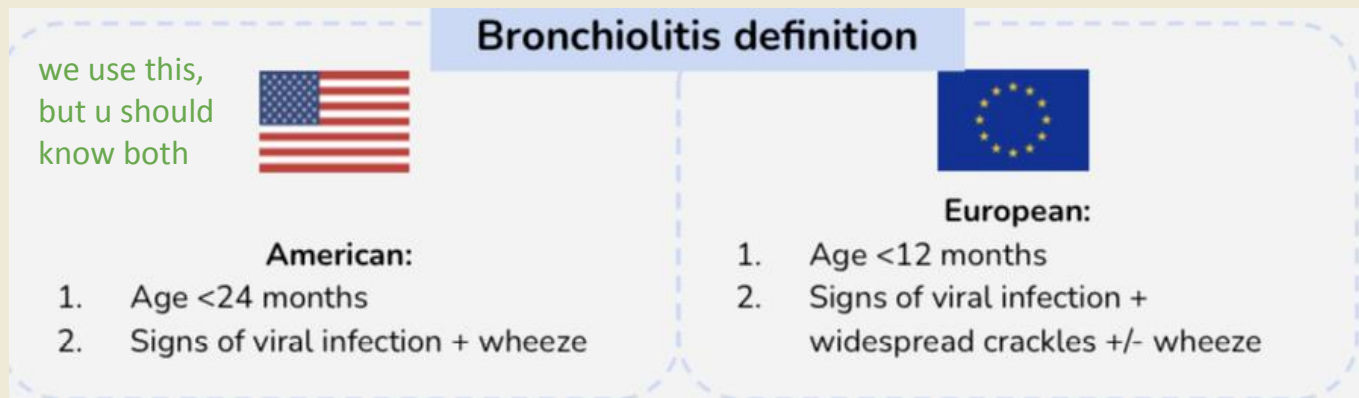 Bronchiolitis definition
we use this,
but u should
know both
American:
1. Age <24 months
2. Signs of viral infection + wheeze
European:
1. Age <12 months
2. Signs of viral infection +
widespread crackles +/- wheeze